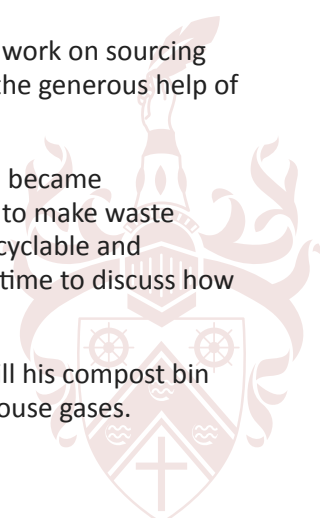 work on sourcing
the generous help of
became
to make waste
cyclable and
time to discuss how
ll his compost bin
ouse gases.